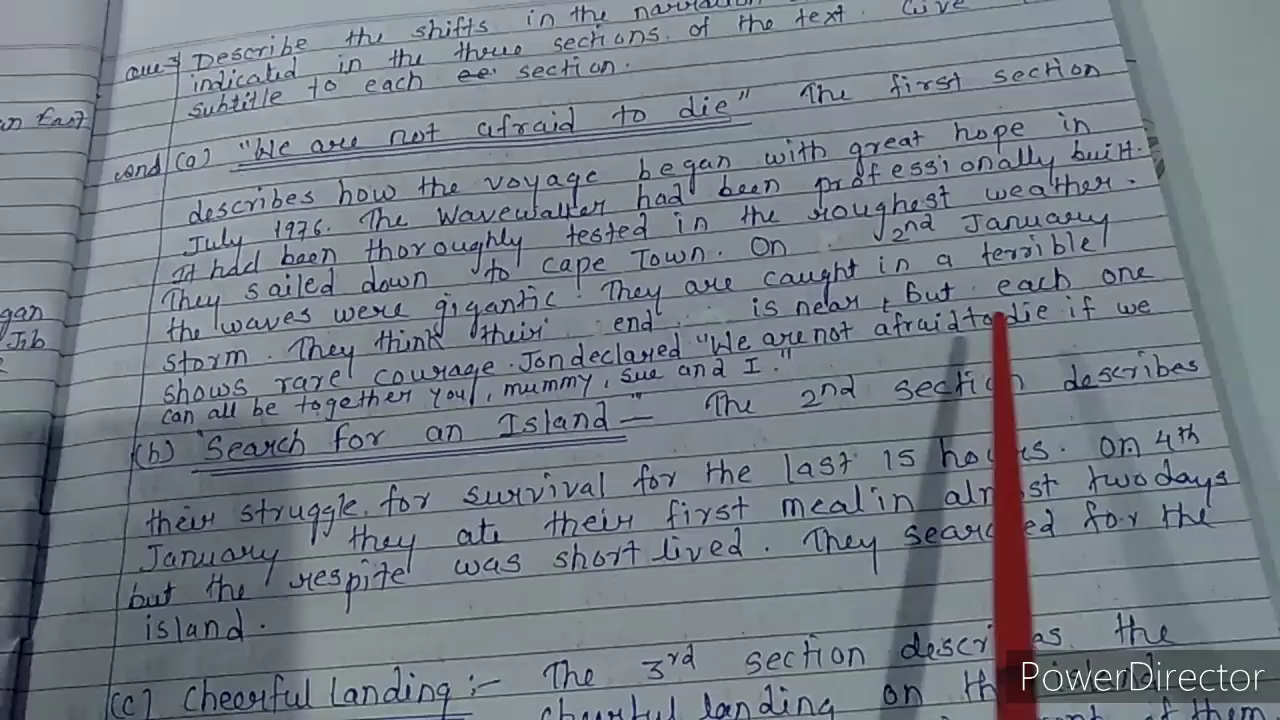 Describe the shifts in the
que → indicated in the three sections of the text. Give
subtitle to each section.
(a) "We are not afraid to die" The first section
describes how the voyage began with great hope in
July 1976. The Wavewalker had been professionally built.
It had been thoroughly tested in the roughest weather.
They sailed down to Cape Town. On 2nd January
the waves were gigantic. They are caught in a terrible
storm. They think their end is near, but each one
shows rare courage. Jon declared "We are not afraid to die if we
can all be together you, mummy, sue and I."
(b) "Search for an Island" - The 2nd section describes
their struggle for survival for the last 15 hours. On 4th
January they ate their first meal in almost two days
but the respite was short lived. They searched for the
island.
(c) Cheerful landing :- The 3rd section describes the
cheerful landing on the island
an fast
gan
Jib
PowerDirector